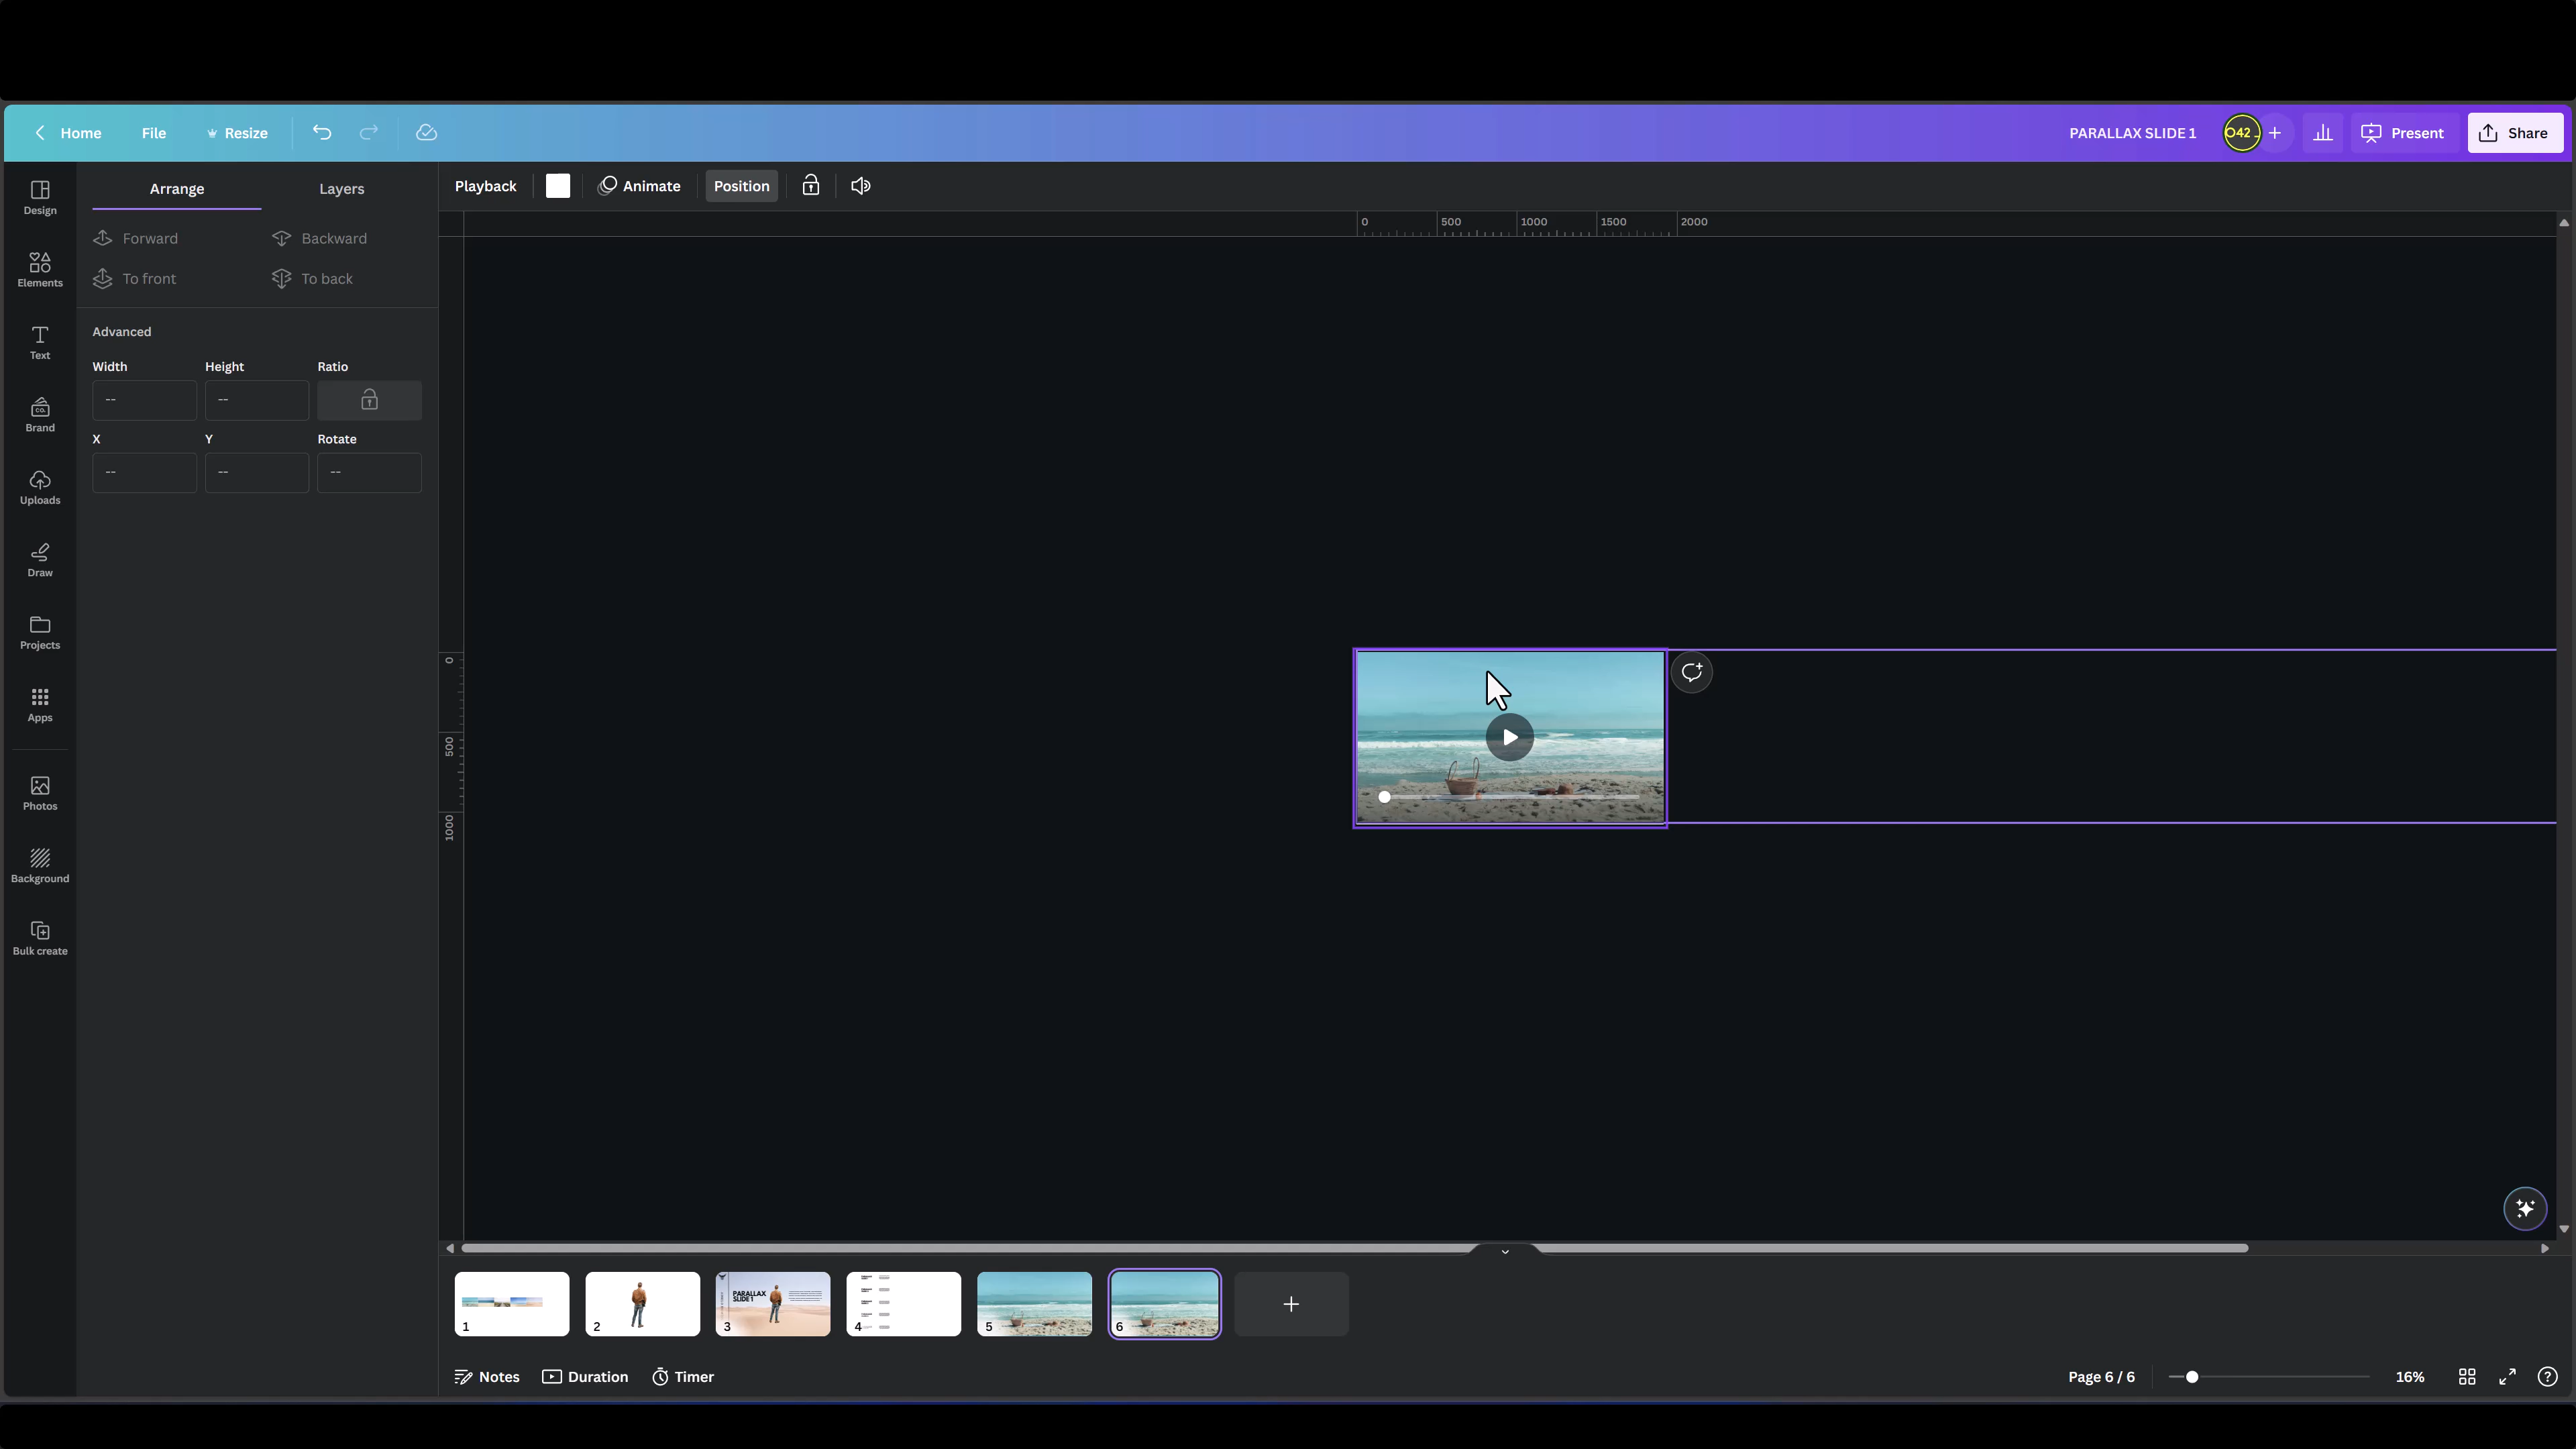 Home File Resize PARALLAX SLIDE 1 Present Share
Arrange Layers Playback Animate Position
Design
Forward Backward
To front To back
Elements
Advanced
Text
Width Height Ratio
-- --
Brand
X Y Rotate
-- -- --
Uploads
Draw
Projects
Apps
Photos
Background
Bulk create
0 500 1000 1500 2000
0
500
1000
PARALLAX
SLIDE 1
1 2 3 4 5 6
Notes Duration Timer Page 6 / 6 16%